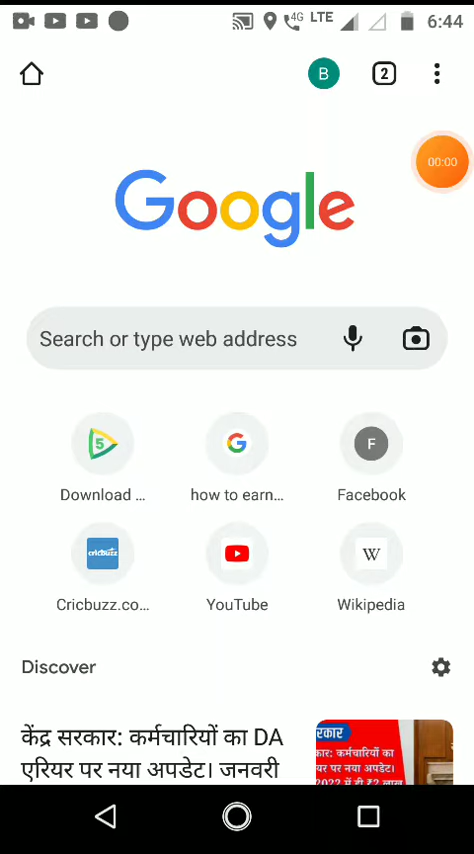 4G LTE 6:44
B 2
00:00
Google
Search or type web address
5 G F
Download ... how to earn... Facebook
cricbuzz W
Cricbuzz.co... YouTube Wikipedia
Discover
केंद्र सरकार: कर्मचारियों का DA
एरियर पर नया अपडेट। जनवरी
रकार
कार: कर्मचारियों का
यर पर नया अपडेट।